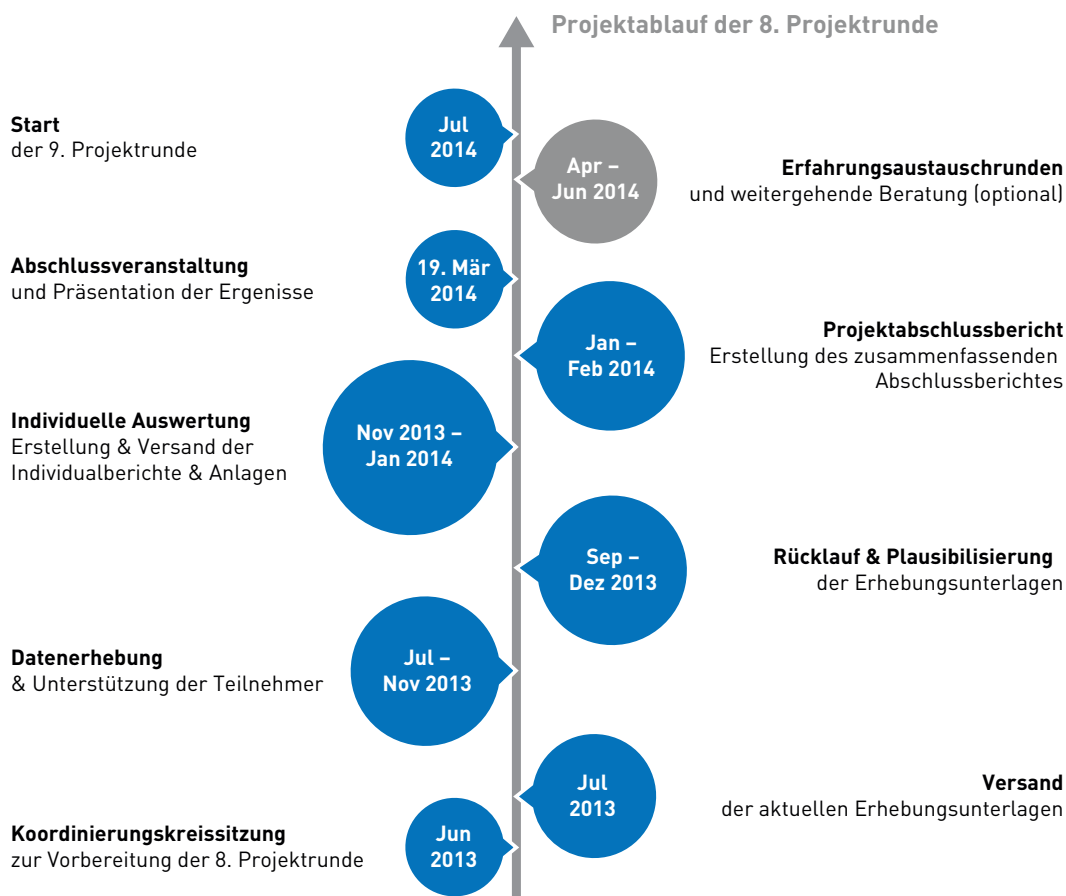 Projektablauf der 8. Projektrunde
Start
der 9. Projektrunde
Jul
2014
Apr –
Jun 2014
Erfahrungsaustauschrunden
und weitergehende Beratung (optional)
Abschlussveranstaltung
und Präsentation der Ergenisse
19. Mär
2014
Jan –
Feb 2014
Projektabschlussbericht
Erstellung des zusammenfassenden
Abschlussberichtes
Individuelle Auswertung
Erstellung & Versand der
Individualberichte & Anlagen
Nov 2013 –
Jan 2014
Sep –
Dez 2013
Rücklauf & Plausibilisierung
der Erhebungsunterlagen
Datenerhebung
& Unterstützung der Teilnehmer
Jul –
Nov 2013
Jul
2013
Versand
der aktuellen Erhebungsunterlagen
Koordinierungskreissitzung
zur Vorbereitung der 8. Projektrunde
Jun
2013